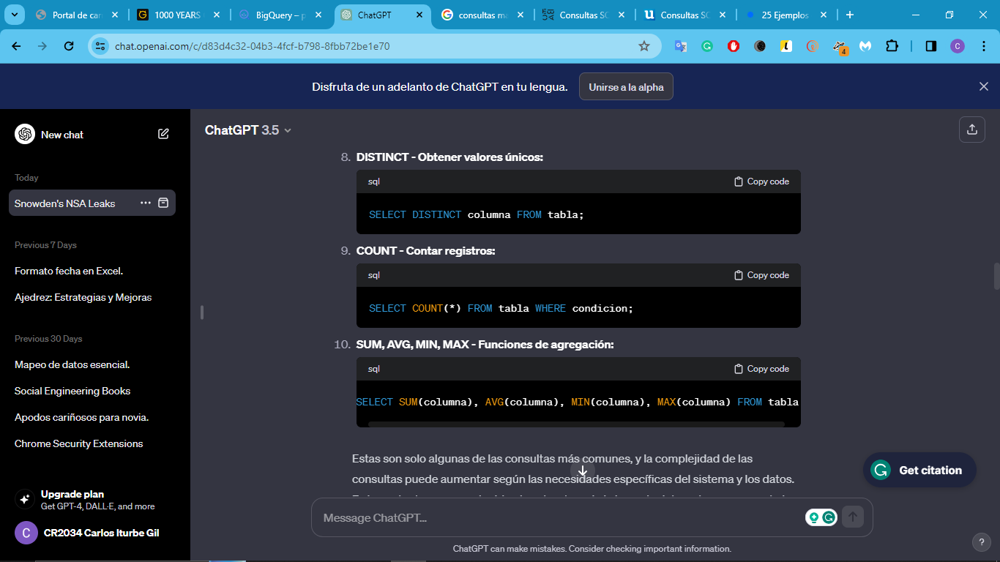 Portal de car
1000 YEARS
BigQuery – p
ChatGPT
consultas ma
Consultas SQ
Consultas SQ
25 Ejemplos
chat.openai.com/c/d83d4c32-04b3-4fcf-b798-8fbb72be1e70
4
C
Disfruta de un adelanto de ChatGPT en tu lengua.
Unirse a la alpha
New chat
Today
Snowden's NSA Leaks
Previous 7 Days
Formato fecha en Excel.
Ajedrez: Estrategias y Mejoras
Previous 30 Days
Mapeo de datos esencial.
Social Engineering Books
Apodos cariñosos para novia.
Chrome Security Extensions
Upgrade plan
Get GPT-4, DALL·E, and more
C
CR2034 Carlos Iturbe Gil
ChatGPT 3.5
8. DISTINCT - Obtener valores únicos:
sql
Copy code
SELECT DISTINCT columna FROM tabla;
9. COUNT - Contar registros:
sql
Copy code
SELECT COUNT(*) FROM tabla WHERE condicion;
10. SUM, AVG, MIN, MAX - Funciones de agregación:
sql
Copy code
SELECT SUM(columna), AVG(columna), MIN(columna), MAX(columna) FROM tabla
Estas son solo algunas de las consultas más comunes, y la complejidad de las
consultas puede aumentar según las necesidades específicas del sistema y los datos.
Get citation
Message ChatGPT...
ChatGPT can make mistakes. Consider checking important information.
?